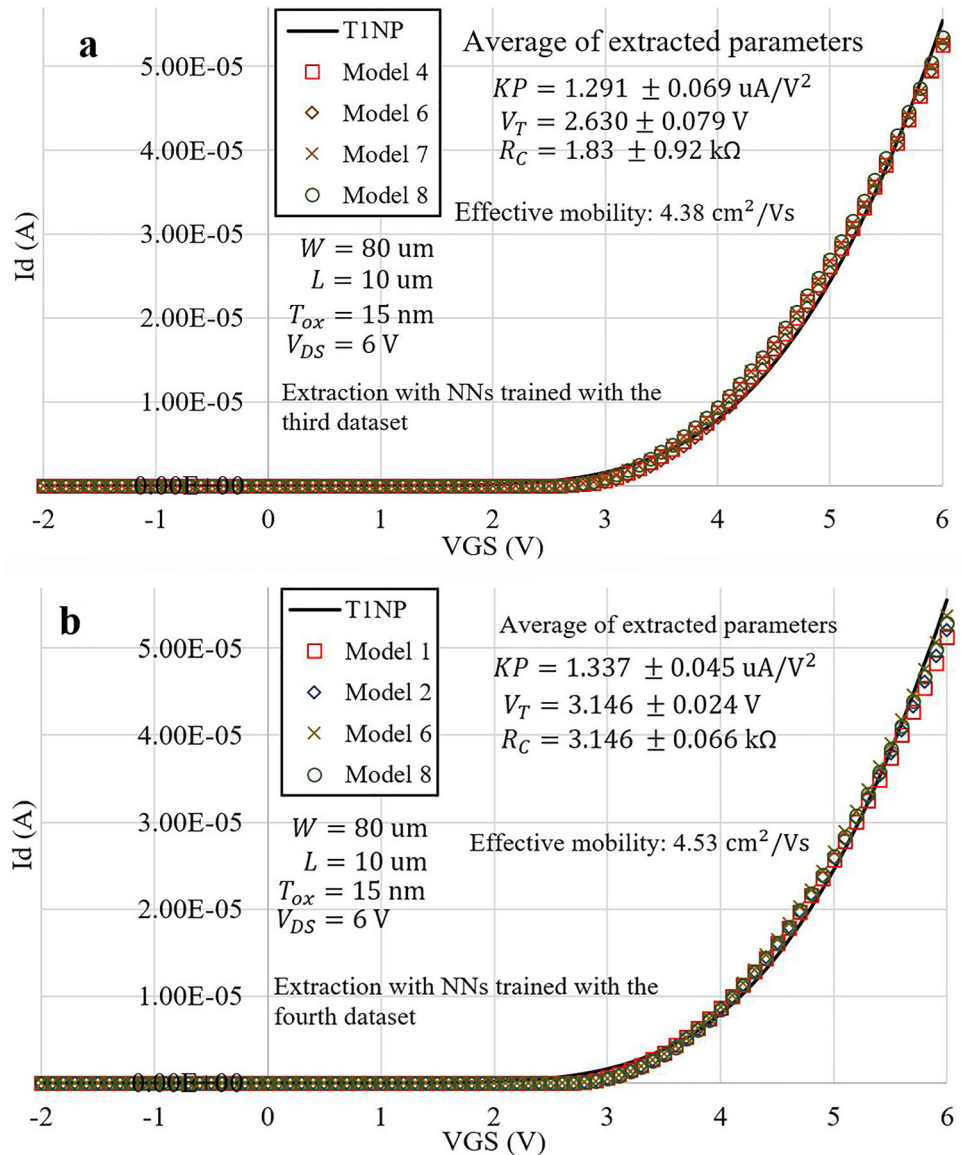 a
T1NP
Model 4
Model 6
Model 7
Model 8
Average of extracted parameters
KP = 1.291 ± 0.069 uA/V²
V_T = 2.630 ± 0.079 V
R_C = 1.83 ± 0.92 kΩ
Effective mobility: 4.38 cm²/Vs
W = 80 um
L = 10 um
T_ox = 15 nm
V_DS = 6 V
Extraction with NNs trained with the
third dataset
Id (A)
5.00E-05
4.00E-05
3.00E-05
2.00E-05
1.00E-05
0.00E+00
-2 -1 0 1 2 3 4 5 6
VGS (V)
b
T1NP
Model 1
Model 2
Model 6
Model 8
Average of extracted parameters
KP = 1.337 ± 0.045 uA/V²
V_T = 3.146 ± 0.024 V
R_C = 3.146 ± 0.066 kΩ
Effective mobility: 4.53 cm²/Vs
W = 80 um
L = 10 um
T_ox = 15 nm
V_DS = 6 V
Extraction with NNs trained with the
fourth dataset
Id (A)
5.00E-05
4.00E-05
3.00E-05
2.00E-05
1.00E-05
0.00E+00
-2 -1 0 1 2 3 4 5 6
VGS (V)